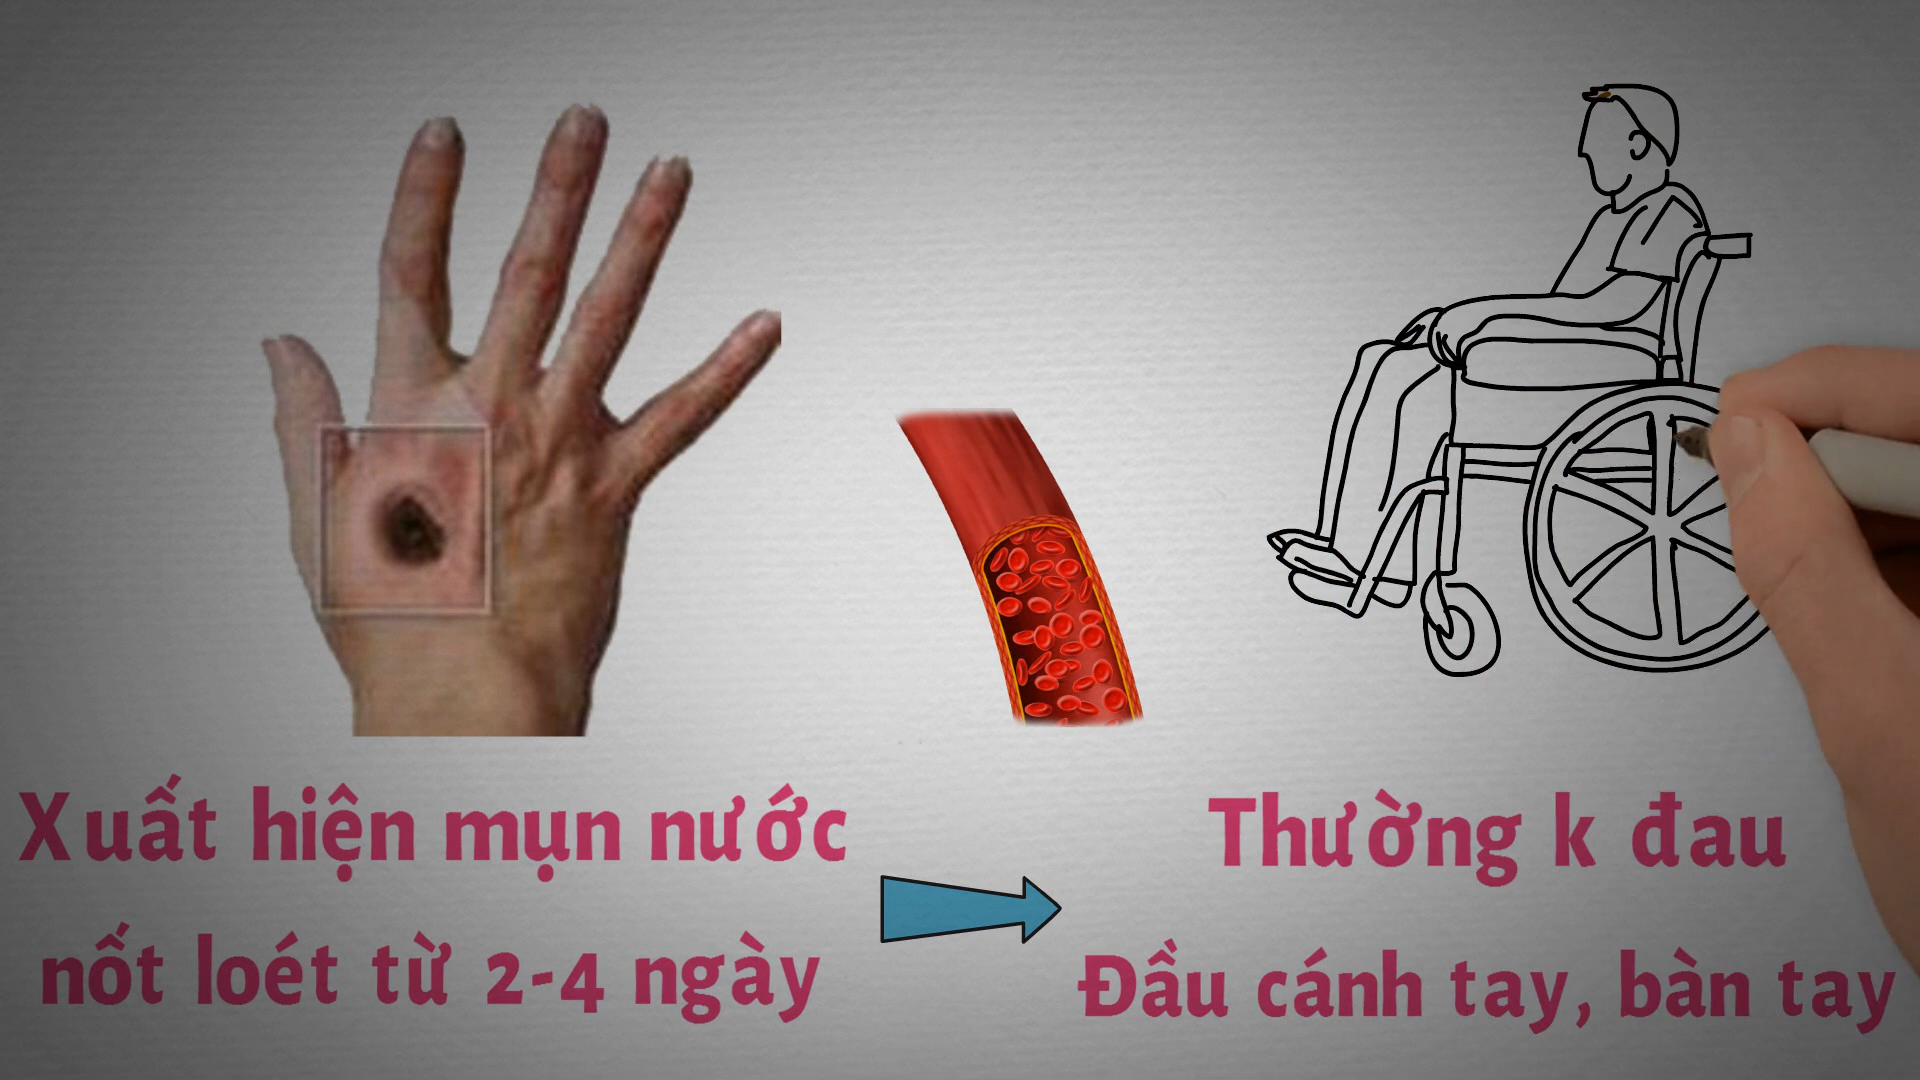 Xuất hiện mụn nước
nốt loét từ 2-4 ngày
Thường k đau
Đầu cánh tay, bàn tay